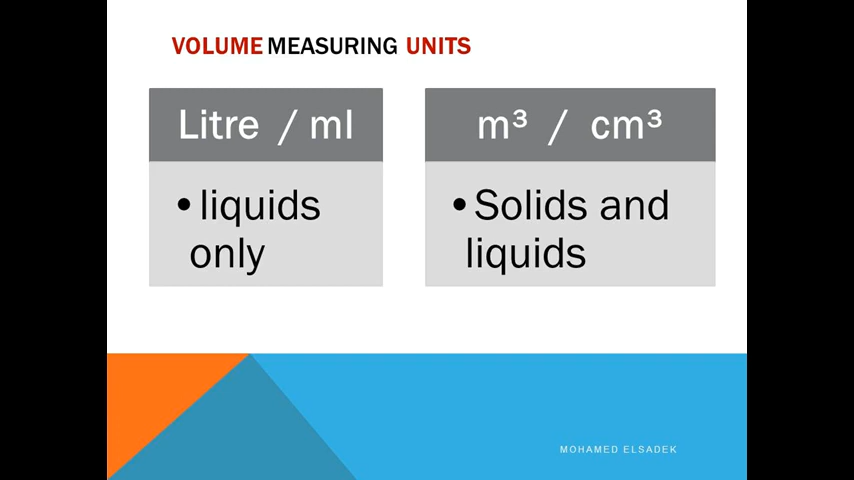 VOLUME MEASURING UNITS
Litre / ml
•liquids
only
m³ / cm³
•Solids and
liquids
MOHAMED ELSADEK